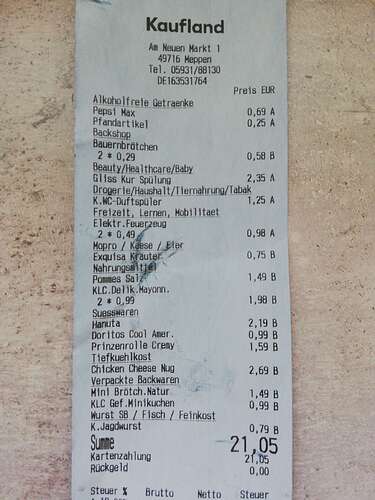 Kaufland
Am Neuen Markt 1
49716 Meppen
Tel. 05931/88130
DE163531764
Preis EUR
Alkoholfreie Getraenke
Pepsi Max 0,69 A
Pfandartikel 0,25 A
Backshop
Bauernbrötchen
2 * 0,29 0,58 B
Beauty/Healthcare/Baby
Gliss Kur Spülung 2,35 A
Drogerie/Haushalt/Tiernahrung/Tabak
K.WC-Duftspüler 1,25 A
Freizeit, Lernen, Mobilitaet
Elektr.Feuerzeug
2 * 0,49 0,98 A
Mopro / Kaese / Eier
Exquisa Kräuter 0,75 B
Nahrungsmittel
Pommes Salz 1,49 B
KLC.Delik.Mayonn.
2 * 0,99 1,98 B
Suesswaren
Hanuta 2,19 B
Doritos Cool Amer. 0,99 B
Prinzenrolle Cremy 1,59 B
Tiefkuehlkost
Chicken Cheese Nug 2,69 B
Verpackte Backwaren
Mini Brötch.Natur 1,49 B
KLC Gef.Minikuchen 0,99 B
Wurst SB / Fisch / Feinkost
K.Jagdwurst 0,79 B
Summe 21,05
Kartenzahlung 21,05
Rückgeld 0,00
Steuer % Brutto Netto Steuer